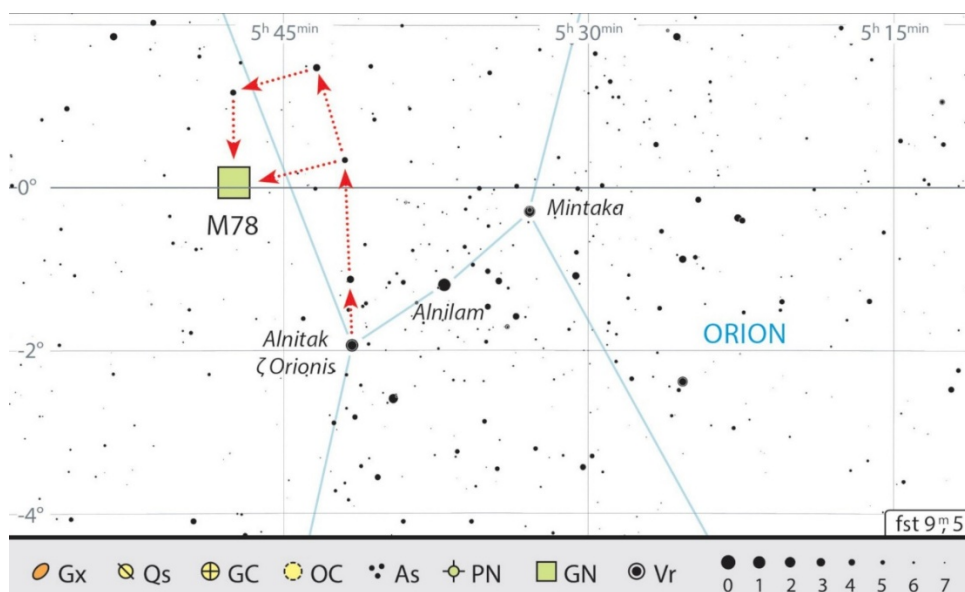 5h 45min 5h 30min 5h 15min
0°
M78
Mintaka
Alnilam
Alnitak
ζ Orionis
ORION
-2°
-4°
fst 9m,5
Gx Qs GC OC As PN GN Vr
0 1 2 3 4 5 6 7